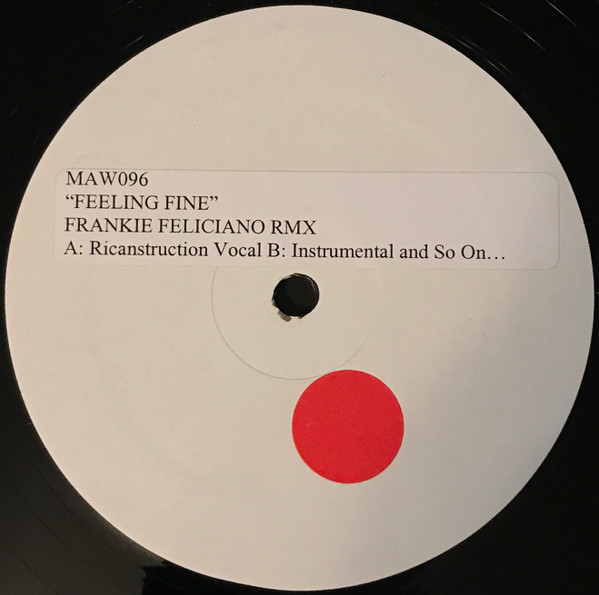 MAW096
“FEELING FINE”
FRANKIE FELICIANO RMX
A: Ricanstruction Vocal B: Instrumental and So On…